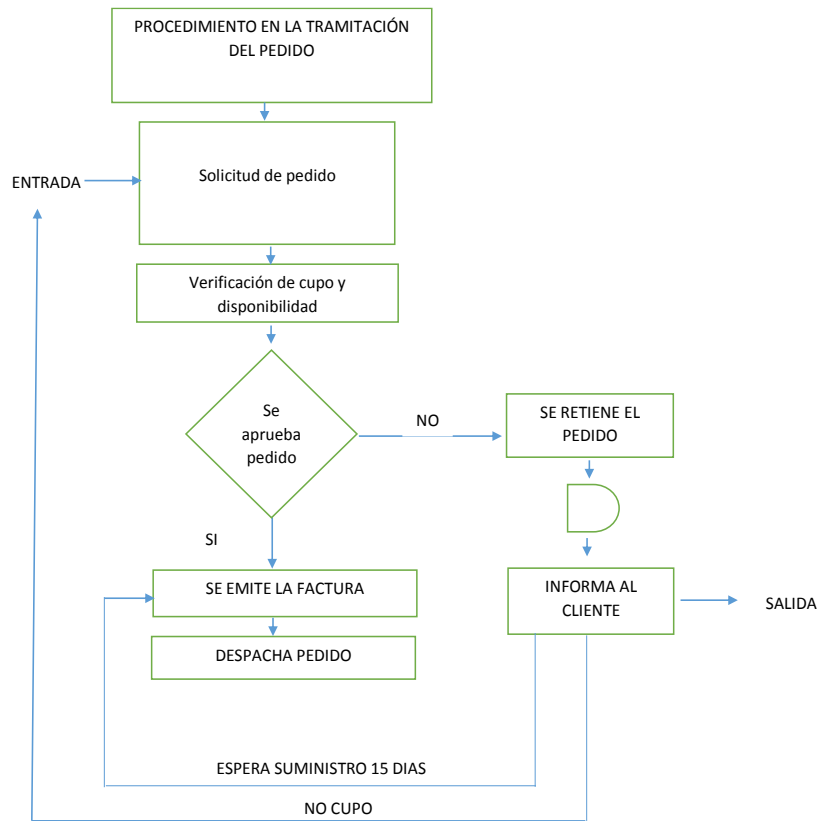 PROCEDIMIENTO EN LA TRAMITACIÓN
DEL PEDIDO
Solicitud de pedido
ENTRADA
Verificación de cupo y
disponibilidad
Se
aprueba
pedido
NO
SE RETIENE EL
PEDIDO
SI
SE EMITE LA FACTURA
INFORMA AL
CLIENTE
SALIDA
DESPACHA PEDIDO
ESPERA SUMINISTRO 15 DIAS
NO CUPO